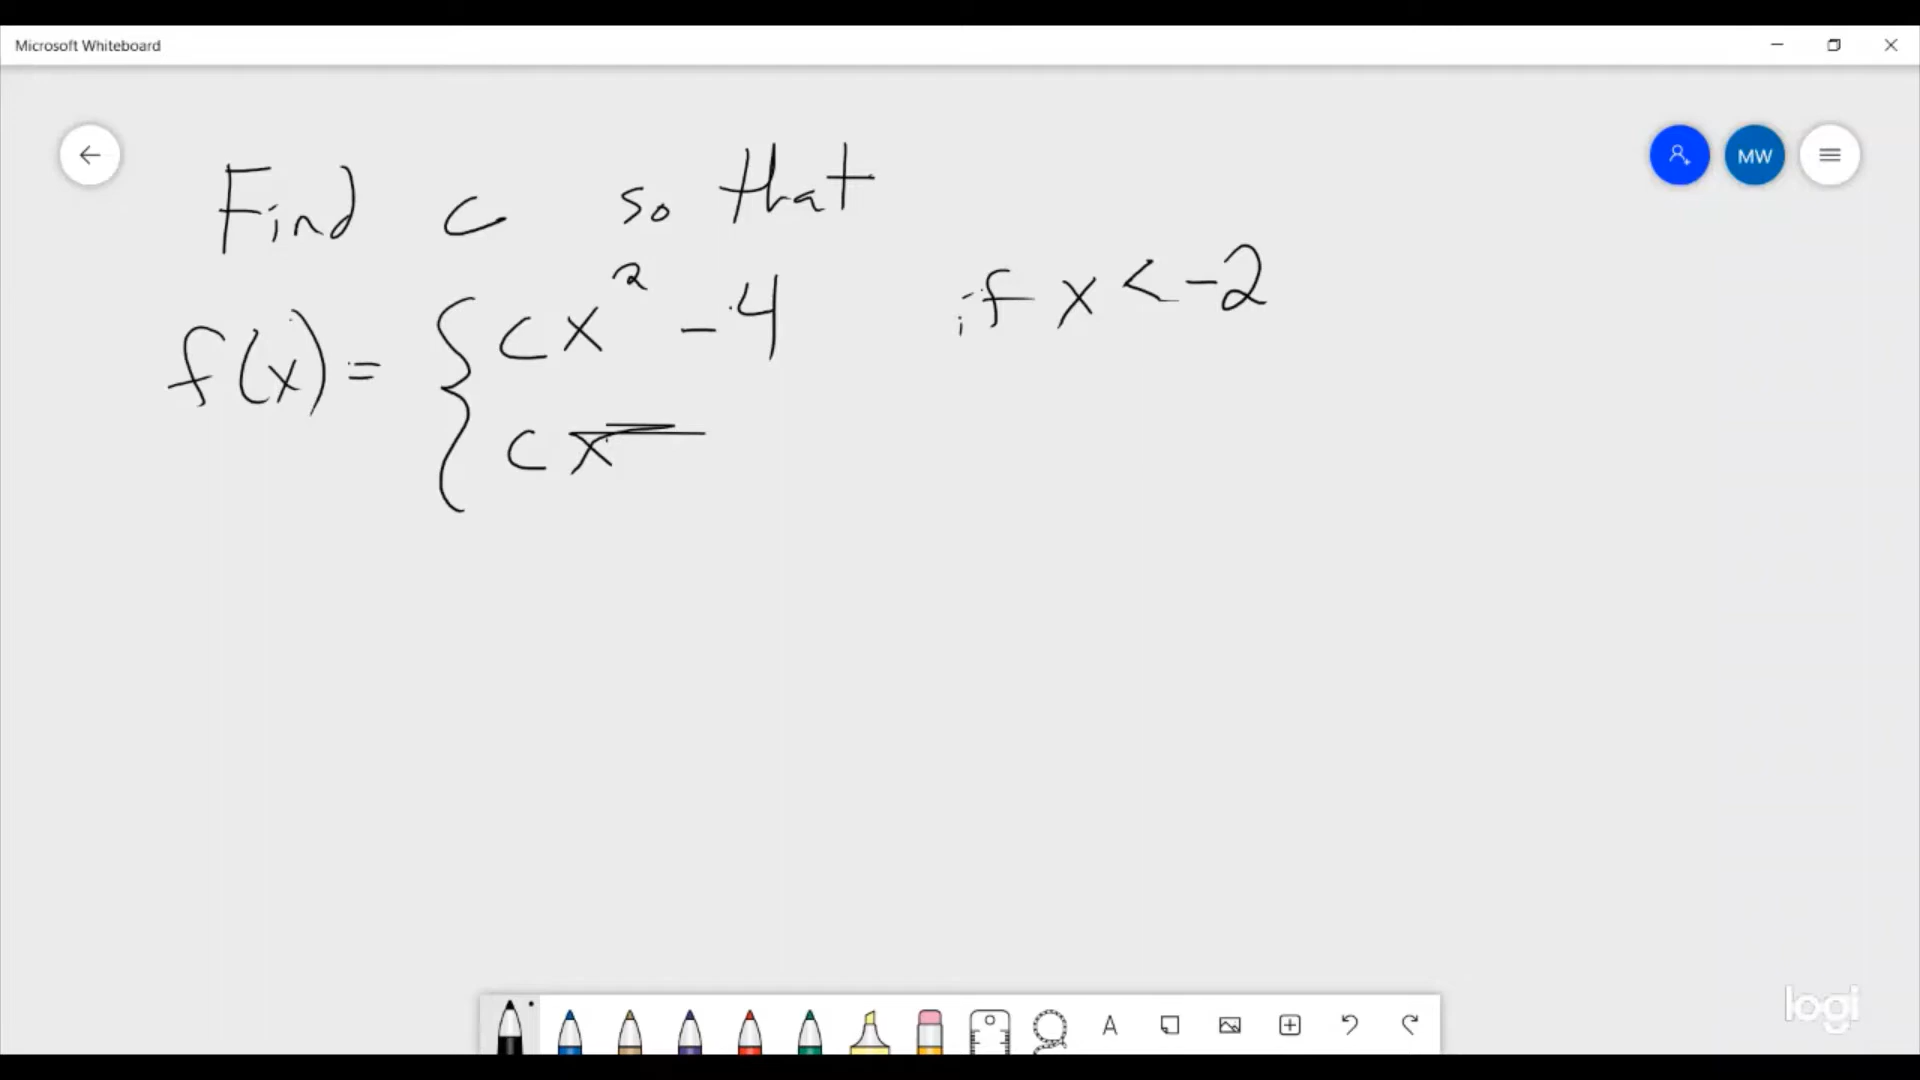 Microsoft Whiteboard
MW
Find c so that
f(x) = { cx² - 4 if x < -2
cx
A
logi